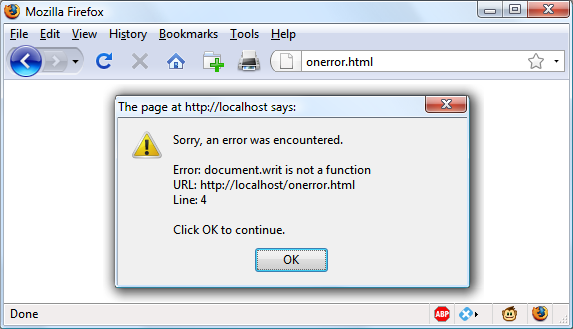 Mozilla Firefox
File Edit View History Bookmarks Tools Help
onerror.html
The page at http://localhost says:
Sorry, an error was encountered.
Error: document.writ is not a function
URL: http://localhost/onerror.html
Line: 4
Click OK to continue.
OK
Done
ABP